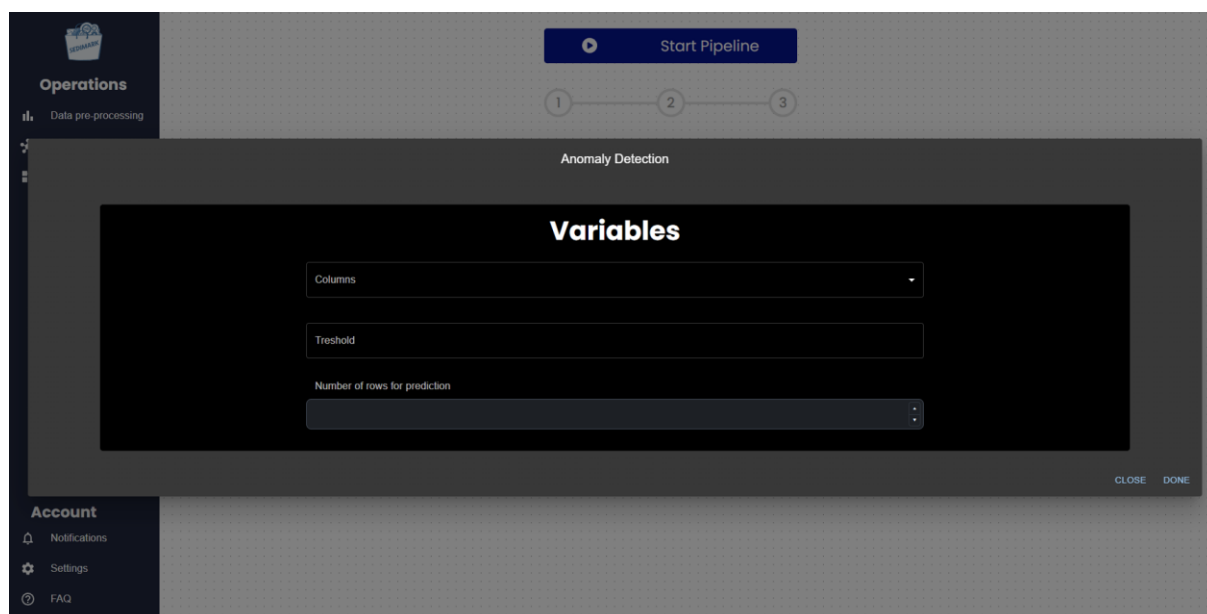 Start Pipeline
Operations
1 2 3
Data pre-processing
Anomaly Detection
Variables
Columns
Treshold
Number of rows for prediction
CLOSE DONE
Account
Notifications
Settings
FAQ